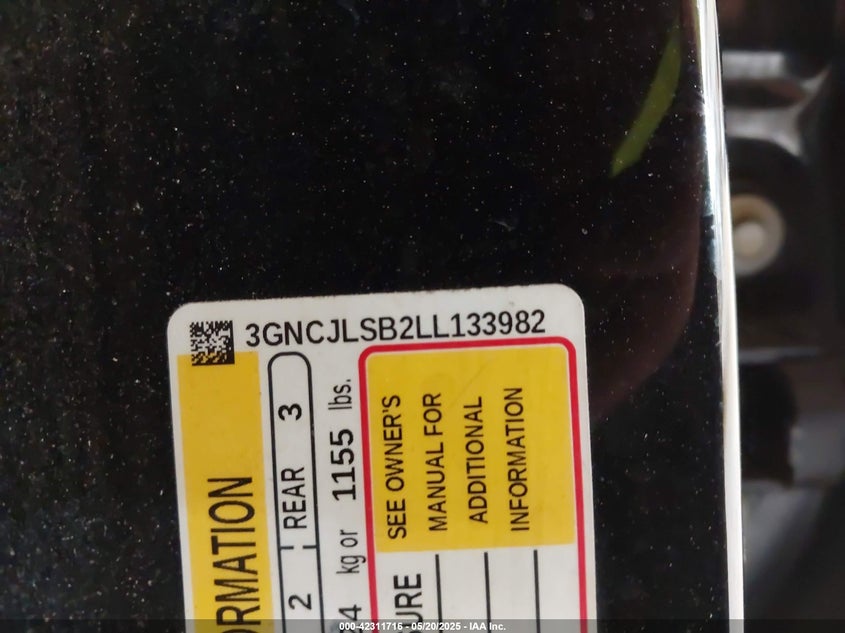 3GNCJLSB2LL133982
ORMATION
2 REAR 3
4 kg or 1155 lbs.
URE
SEE OWNER'S
MANUAL FOR
ADDITIONAL
INFORMATION
000-42311716 - 05/20/2025 - IAA Inc.